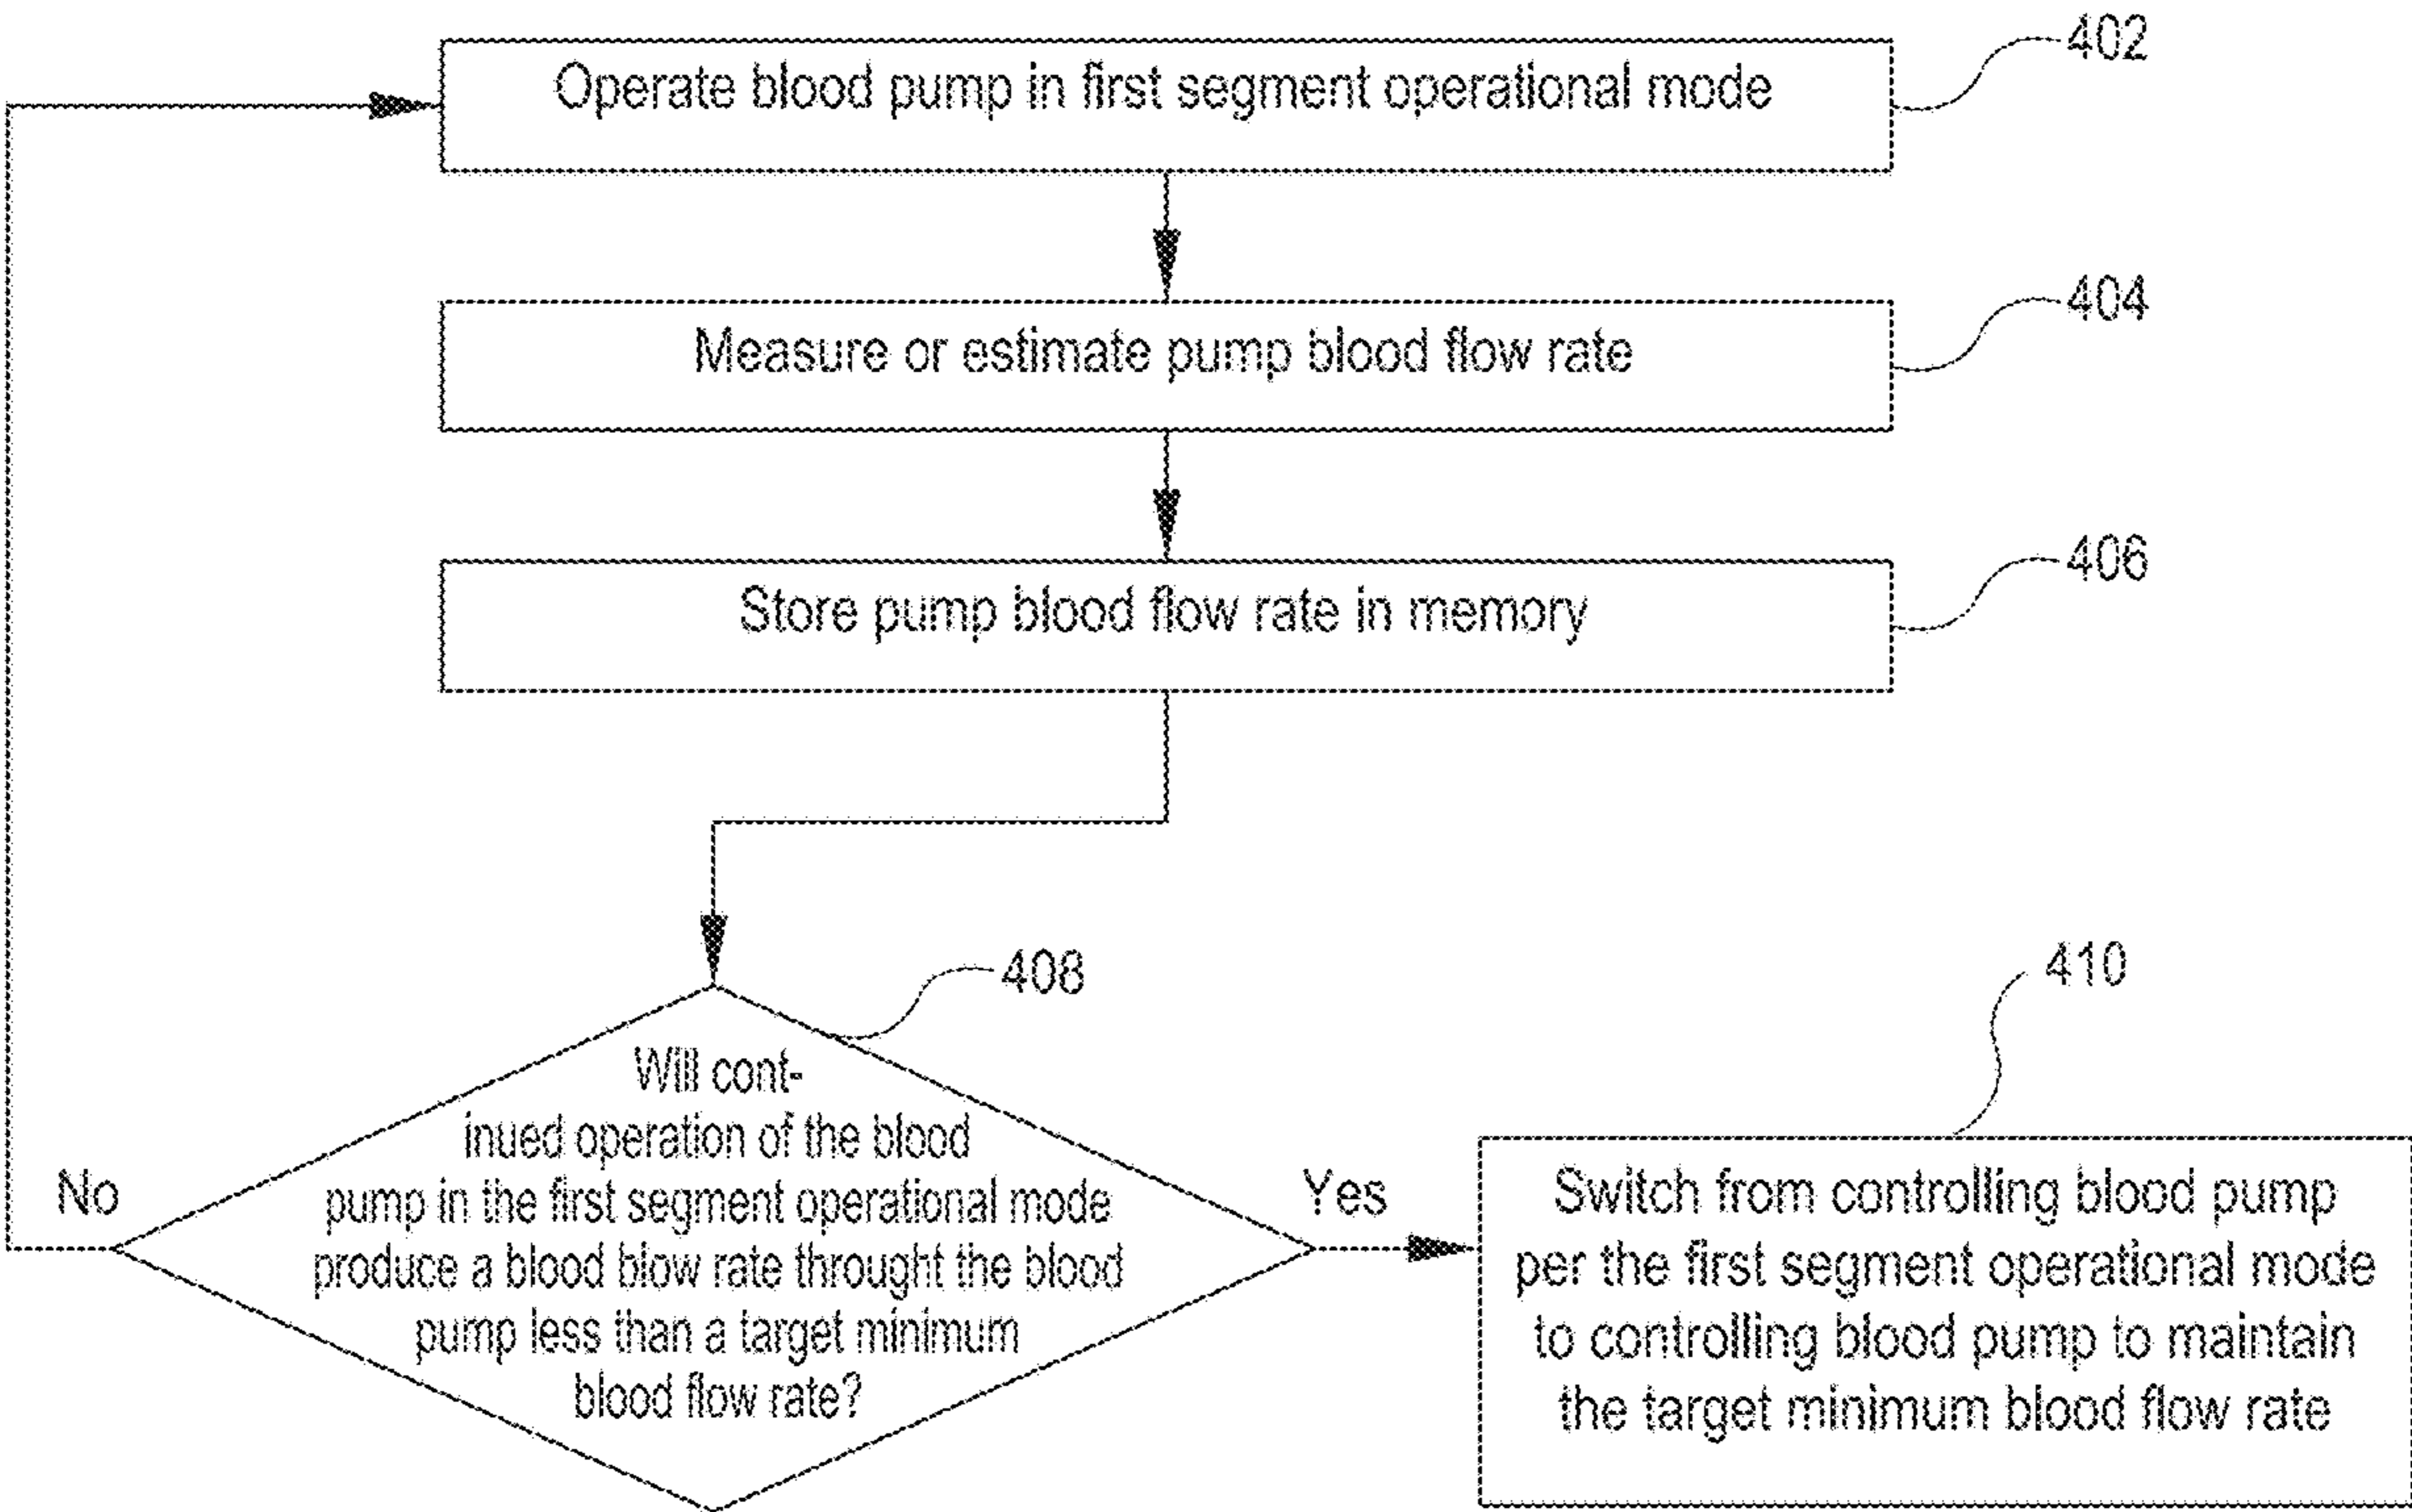 Operate blood pump in first segment operational mode
402
Measure or estimate pump blood flow rate
404
Store pump blood flow rate in memory
406
408
Will cont-
inued operation of the blood
pump in the first segment operational mode
produce a blood blow rate throught the blood
pump less than a target minimum
blood flow rate?
No
Yes
410
Switch from controlling blood pump
per the first segment operational mode
to controlling blood pump to maintain
the target minimum blood flow rate